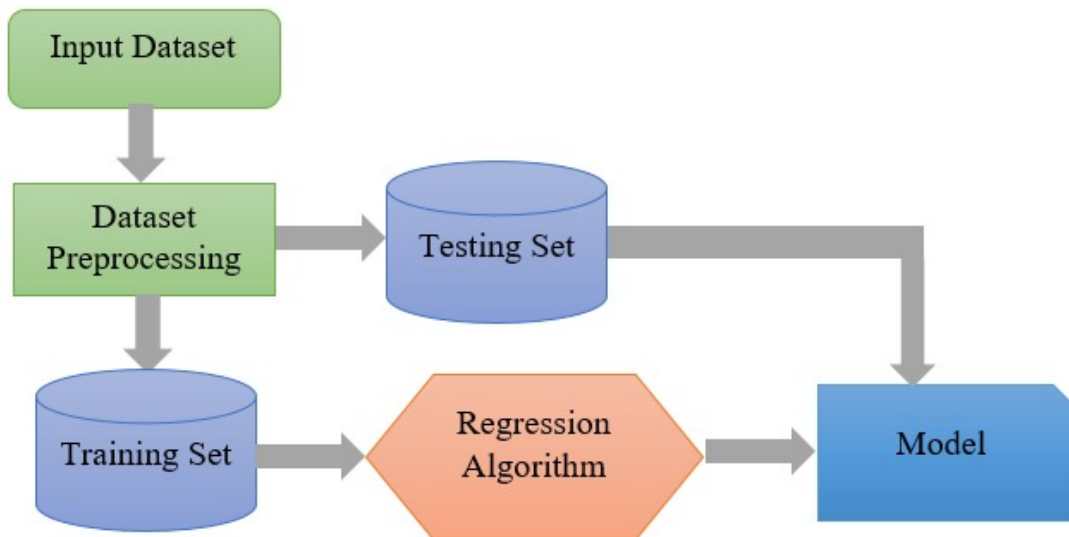 Input Dataset
Dataset
Preprocessing
Testing Set
Training Set
Regression
Algorithm
Model